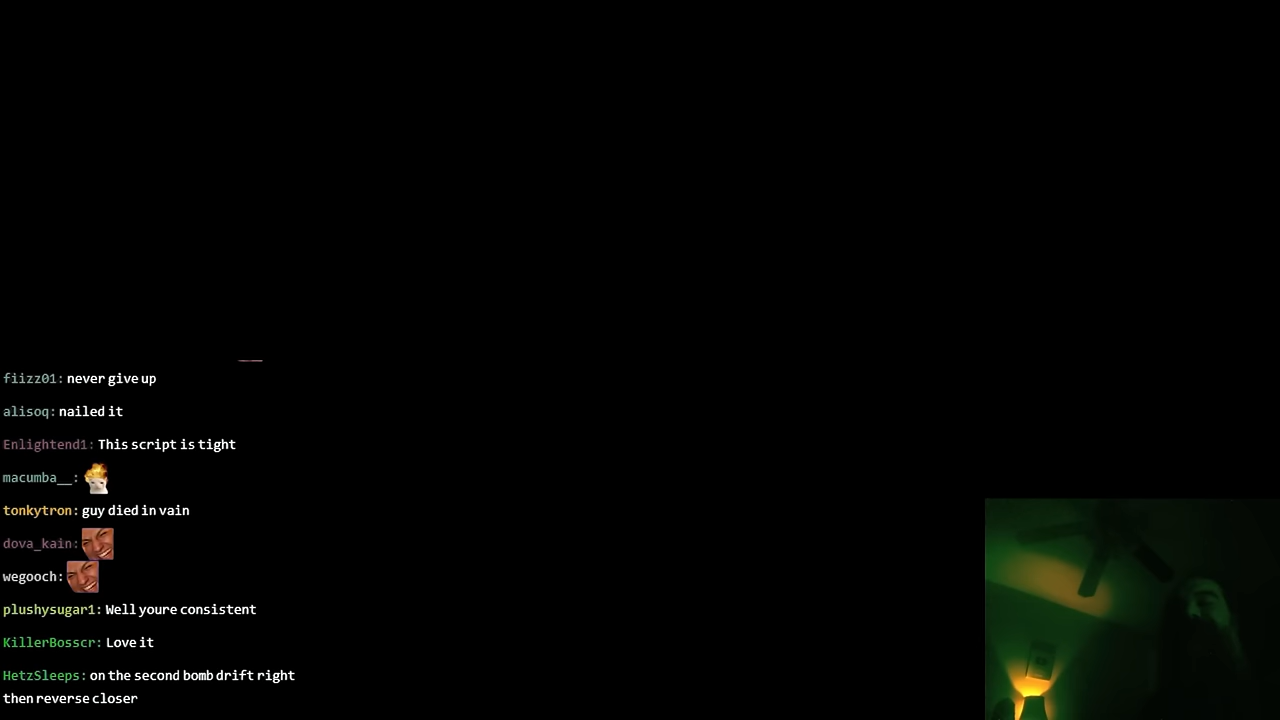 fiizz01: never give up
alisoq: nailed it
Enlightend1: This script is tight
macumba__:
tonkytron: guy died in vain
dova_kain:
wegooch:
plushysugar1: Well youre consistent
KillerBosscr: Love it
HetzSleeps: on the second bomb drift right
then reverse closer